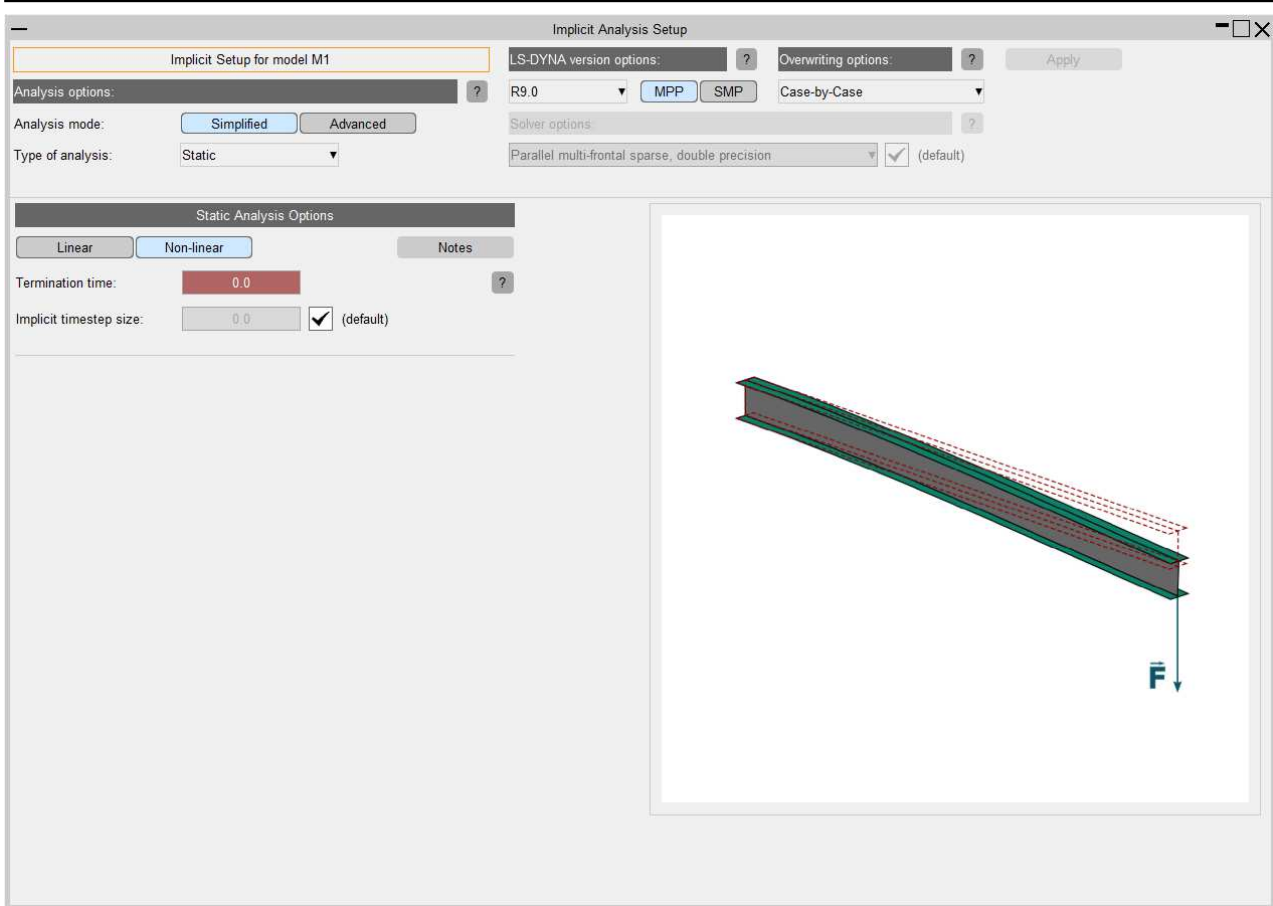 Implicit Analysis Setup
Implicit Setup for model M1
LS-DYNA version options: ?
Overwriting options: ?
Apply
Analysis options: ?
R9.0 MPP SMP
Case-by-Case
Analysis mode: Simplified Advanced
Solver options: ?
Type of analysis: Static
Parallel multi-frontal sparse, double precision (default)
Static Analysis Options
Linear Non-linear Notes
Termination time: 0.0 ?
Implicit timestep size: 0.0 (default)
F